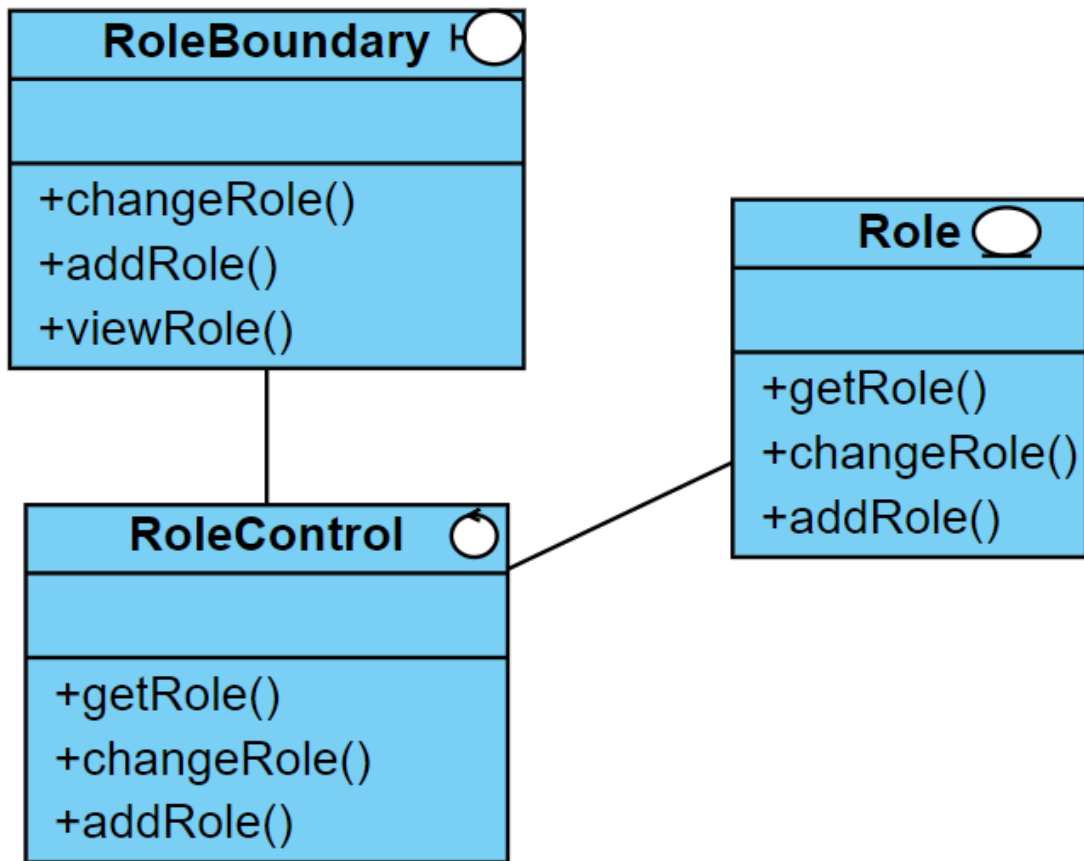 RoleBoundary
+changeRole()
+addRole()
+viewRole()
Role
+getRole()
+changeRole()
+addRole()
RoleControl
+getRole()
+changeRole()
+addRole()